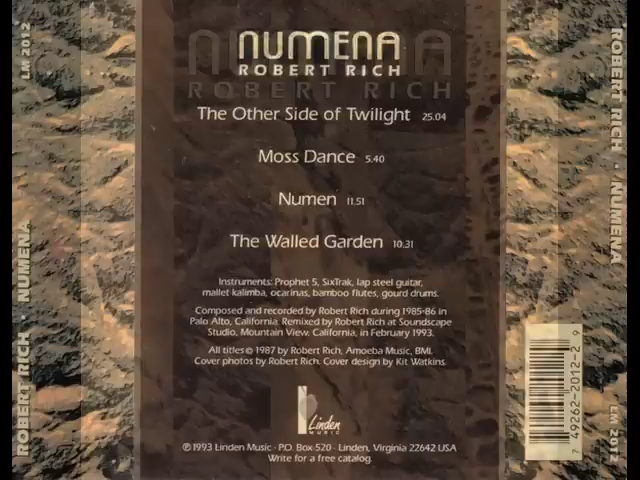 NUMENA
ROBERT RICH
ROBERT RICH
The Other Side of Twilight 25.04
Moss Dance 5.40
Numen 11.51
The Walled Garden 10.31
Instruments: Prophet 5, SixTrak, lap steel guitar,
mallet kalimba, ocarinas, bamboo flutes, gourd drums.
Composed and recorded by Robert Rich during 1985-86 in
Palo Alto, California. Remixed by Robert Rich at Soundscape
Studio, Mountain View, California, in February 1993.
All titles © 1987 by Robert Rich, Amoeba Music, BMI.
Cover photos by Robert Rich. Cover design by Kit Watkins.
Linden
MUSIC
℗ 1993 Linden Music · P.O. Box 520 · Linden, Virginia 22642 USA
Write for a free catalog.
ROBERT RICH · NUMENA
LM 2012
ROBERT RICH · NUMENA
LM 2012
7 49262-2012-2 9